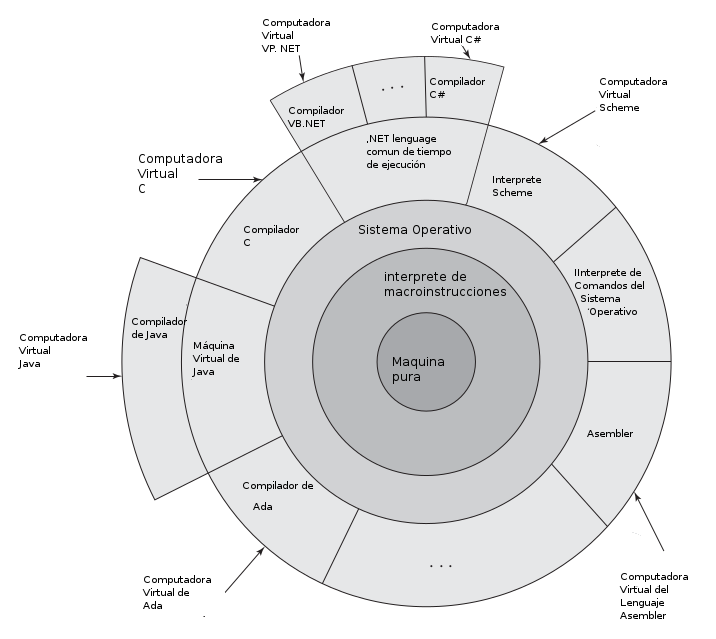 Computadora
Virtual
VP. NET
Computadora
Virtual C#
Compilador
VB.NET
. . .
Compilador
C#
Computadora
Virtual
Scheme
,NET lenguage
comun de tiempo
de ejecución
Computadora
Virtual
C
Interprete
Scheme
Compilador
C
Sistema Operativo
IInterprete de
Comandos del
Sistema
'Operativo
interprete de
macroinstrucciones
Compilador
de Java
Máquina
Virtual de
Java
Computadora
Virtual
Java
Maquina
pura
Asembler
Compilador de
Ada
. . .
Computadora
Virtual de
Ada
Computadora
Virtual del
Lenguaje
Asembler